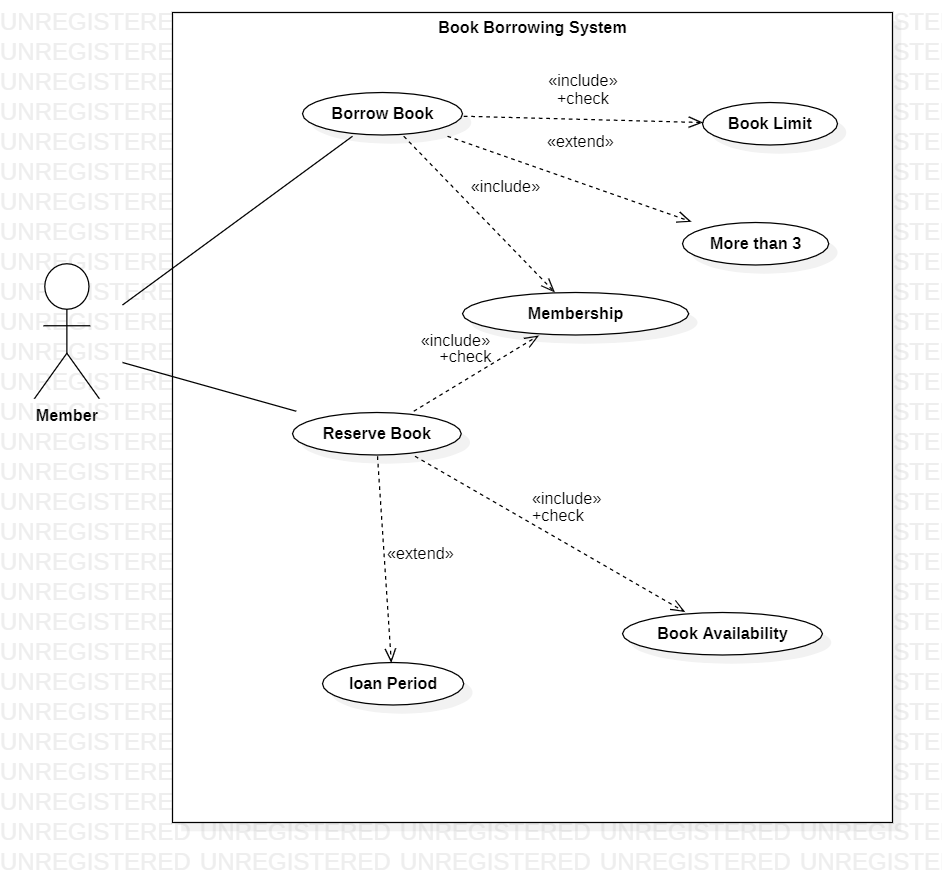 Book Borrowing System
«include»
+check
Borrow Book
Book Limit
«extend»
«include»
More than 3
Membership
«include»
+check
Member
Reserve Book
«include»
+check
«extend»
Book Availability
loan Period
UNREGISTERED UNREGISTERED UNREGISTERED UNREGISTERED UNREGISTE
UNREGISTERED UNREGISTERED UNREGISTERED UNREGISTERED UNREGISTE